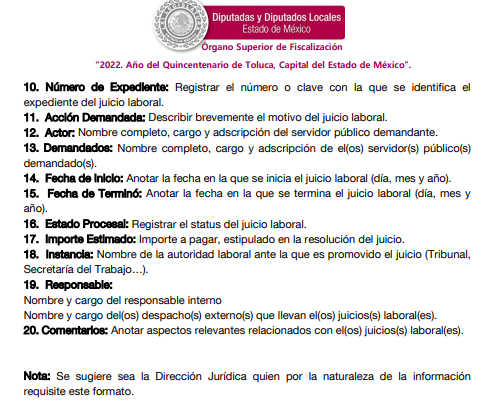 Diputadas y Diputados Locales
Estado de México
Órgano Superior de Fiscalización
“2022. Año del Quincentenario de Toluca, Capital del Estado de México”.
10. Número de Expediente: Registrar el número o clave con la que se identifica el
expediente del juicio laboral.
11. Acción Demandada: Describir brevemente el motivo del juicio laboral.
12. Actor: Nombre completo, cargo y adscripción del servidor público demandante.
13. Demandados: Nombre completo, cargo y adscripción de el(os) servidor(s) público(s)
demandado(s).
14. Fecha de Inicio: Anotar la fecha en la que se inicia el juicio laboral (día, mes y año).
15. Fecha de Terminó: Anotar la fecha en la que se termina el juicio laboral (día, mes y
año).
16. Estado Procesal: Registrar el status del juicio laboral.
17. Importe Estimado: Importe a pagar, estipulado en la resolución del juicio.
18. Instancia: Nombre de la autoridad laboral ante la que es promovido el juicio (Tribunal,
Secretaría del Trabajo…).
19. Responsable:
Nombre y cargo del responsable interno
Nombre y cargo del(os) despacho(s) externo(s) que llevan el(os) juicios(s) laboral(es).
20. Comentarios: Anotar aspectos relevantes relacionados con el(os) juicios(s) laboral(es).
Nota: Se sugiere sea la Dirección Jurídica quien por la naturaleza de la información
requisite este formato.